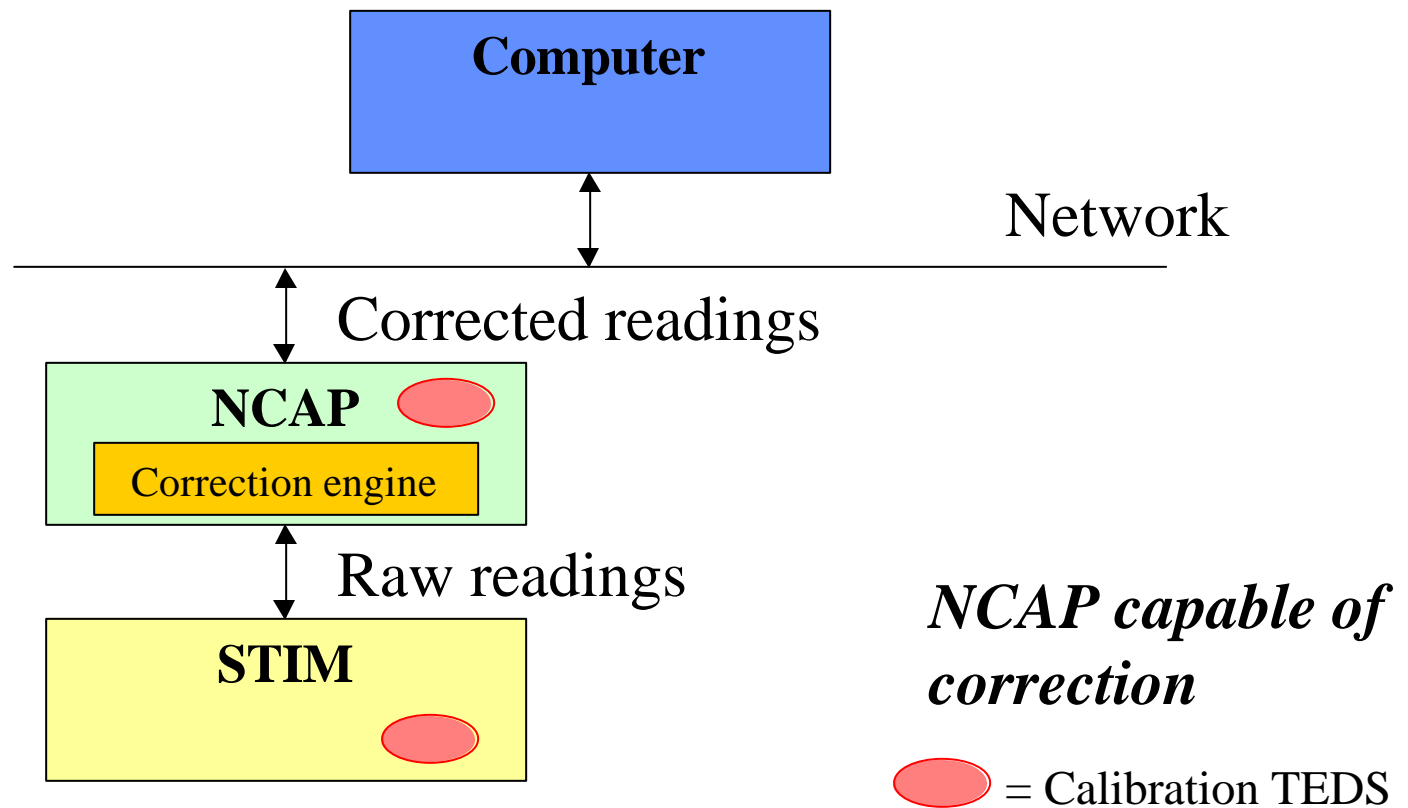 Computer
Network
Corrected readings
NCAP
Correction engine
Raw readings
STIM
NCAP capable of
correction
= Calibration TEDS